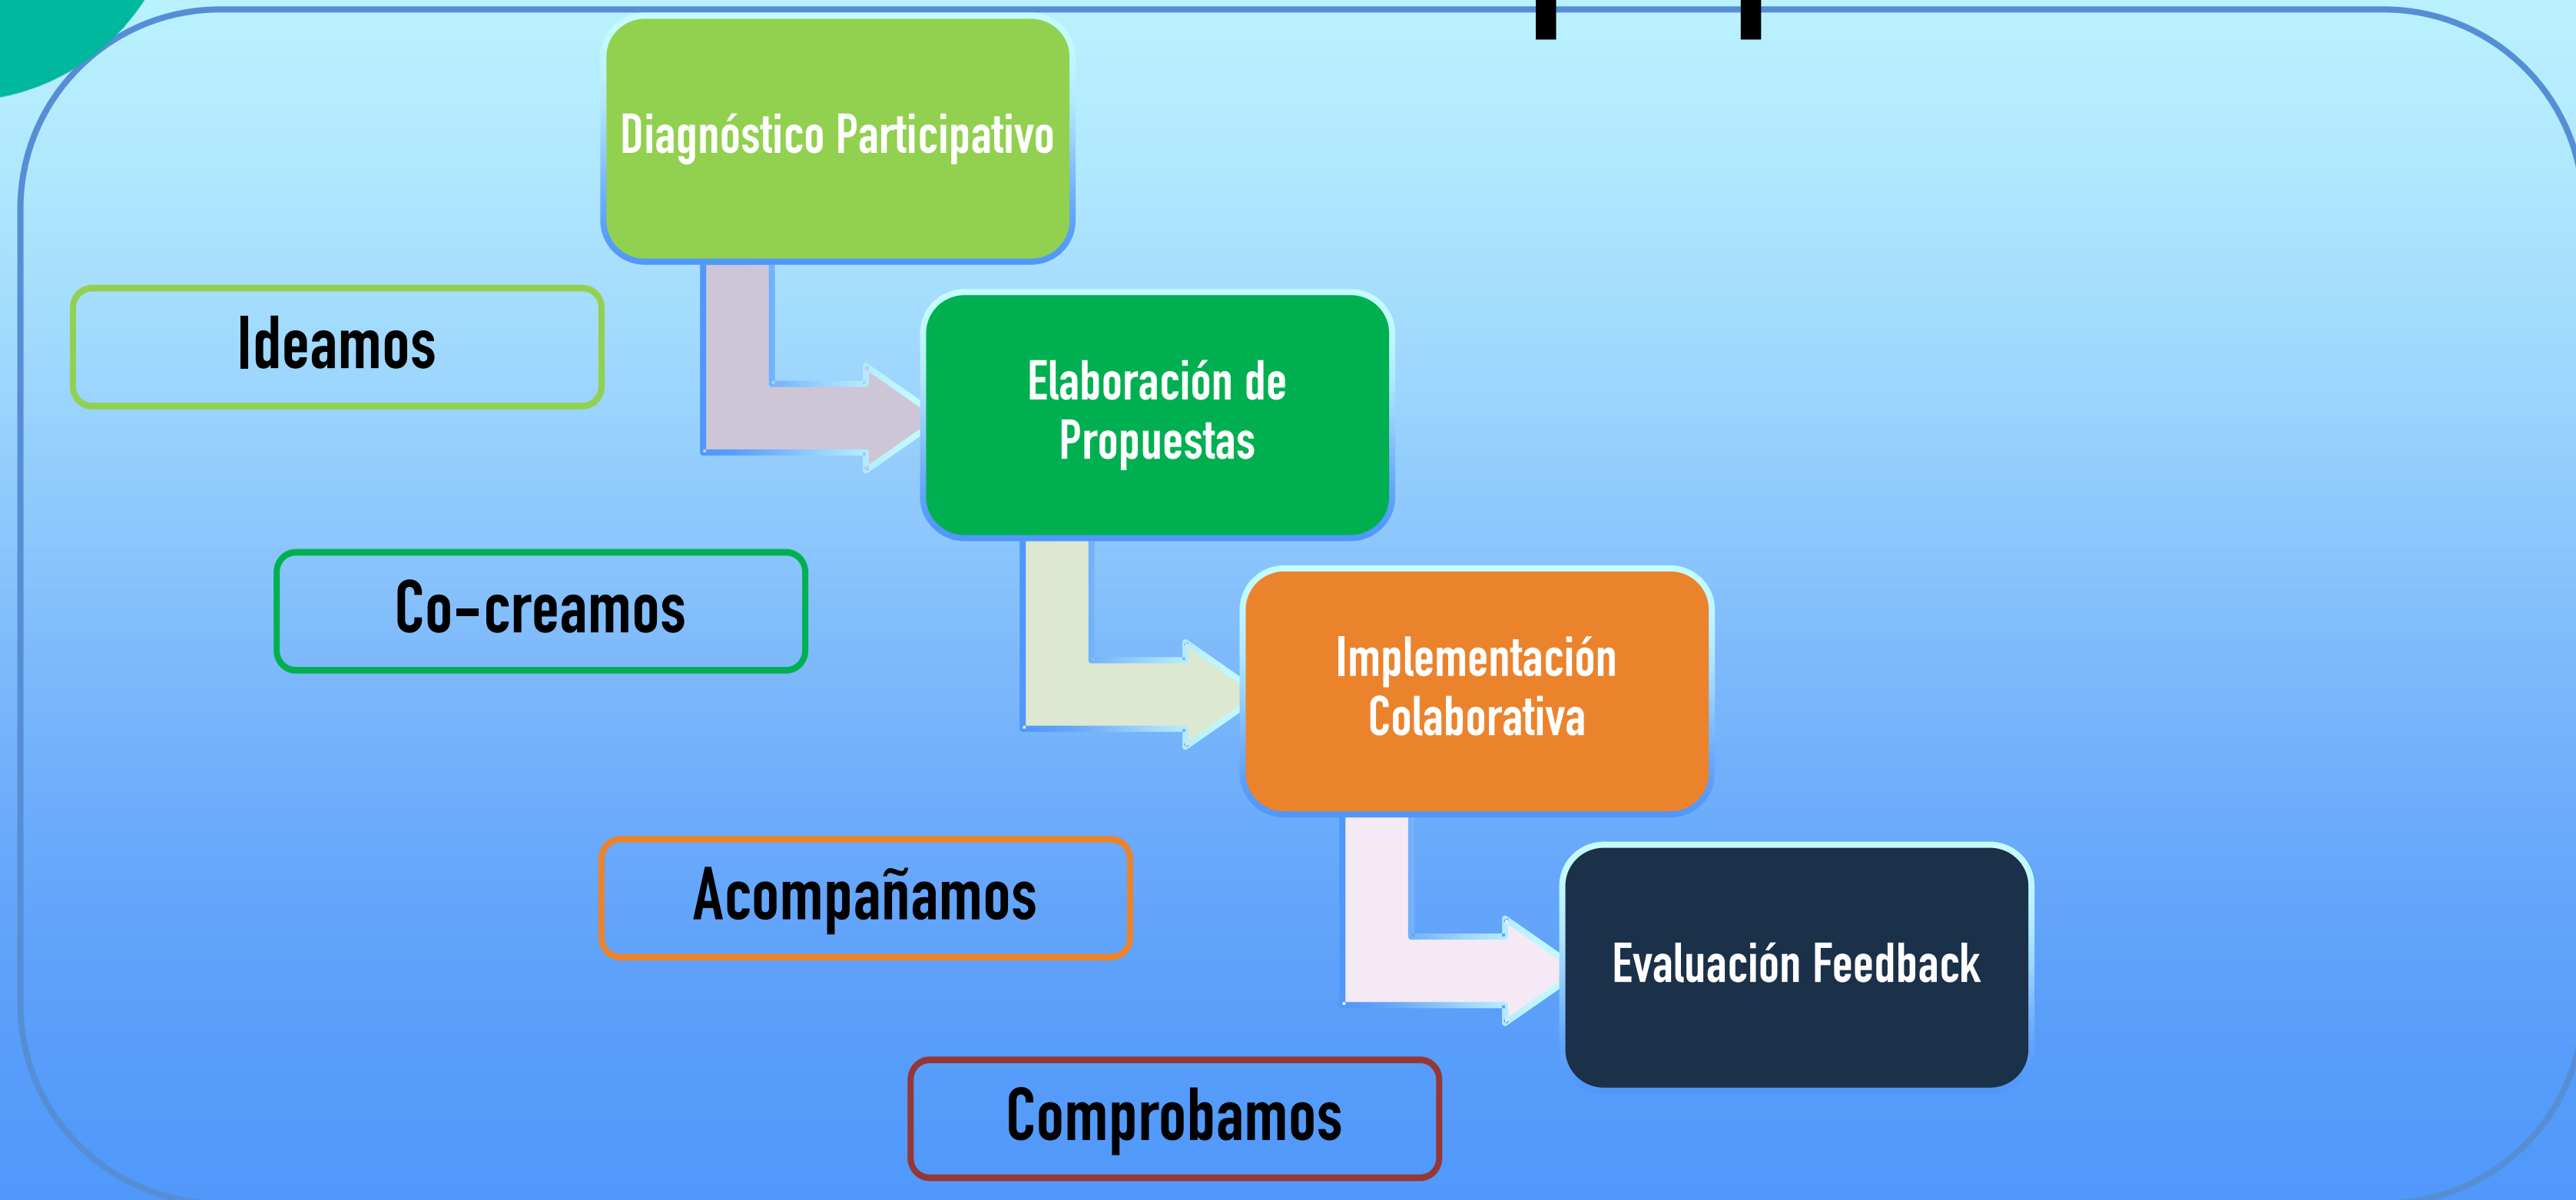 Diagnóstico Participativo
Ideamos
Elaboración de
Propuestas
Co-creamos
Implementación
Colaborativa
Acompañamos
Evaluación Feedback
Comprobamos